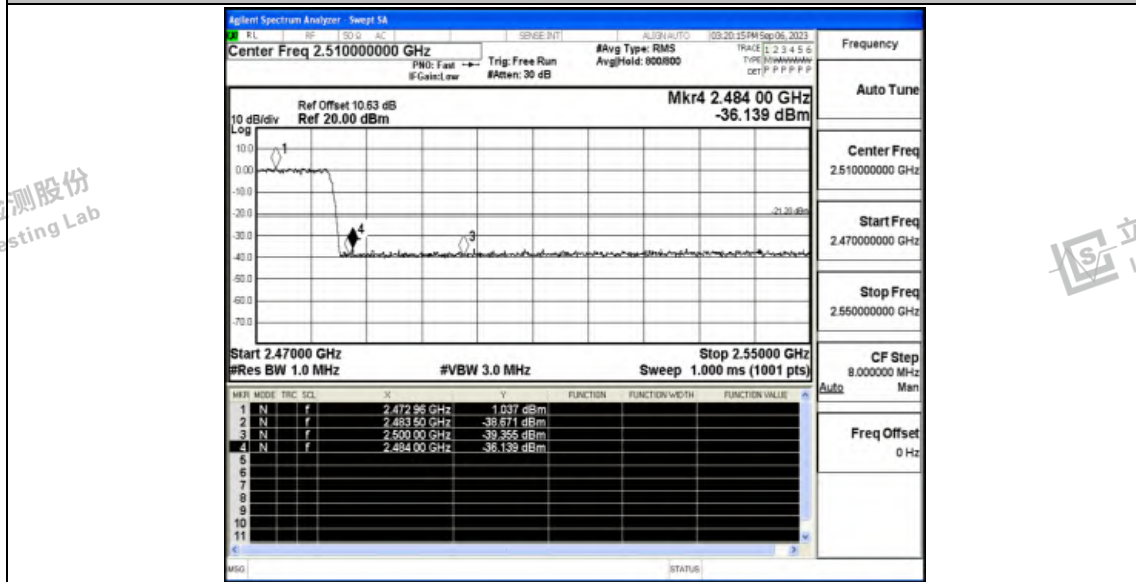 Agilent Spectrum Analyzer - Swept SA
RL RF 50 Ω AC SENSE:INT ALIGN AUTO 03:20:15 PM Sep 06, 2023
Center Freq 2.510000000 GHz
PNO: Fast
IFGain:Low
Trig: Free Run
#Atten: 30 dB
#Avg Type: RMS
Avg|Hold: 800/800
TRACE 1 2 3 4 5 6
TYPE MWWWWW
DET P P P P P P
Ref Offset 10.63 dB
Ref 20.00 dBm
10 dB/div
Log
Mkr4 2.484 00 GHz
-36.139 dBm
10.0
0.00
-10.0
-20.0
-30.0
-40.0
-50.0
-60.0
-70.0
1
4
3
-21.20 dBm
Start 2.47000 GHz
#Res BW 1.0 MHz
#VBW 3.0 MHz
Stop 2.55000 GHz
Sweep 1.000 ms (1001 pts)
MKR MODE TRC SCL X Y FUNCTION FUNCTION WIDTH FUNCTION VALUE
1 N f 2.472 96 GHz 1.037 dBm
2 N f 2.483 50 GHz -38.671 dBm
3 N f 2.500 00 GHz -39.355 dBm
4 N f 2.484 00 GHz -36.139 dBm
5
6
7
8
9
10
11
MSG STATUS
Frequency
Auto Tune
Center Freq
2.510000000 GHz
Start Freq
2.470000000 GHz
Stop Freq
2.550000000 GHz
CF Step
8.000000 MHz
Auto Man
Freq Offset
0 Hz
测股份
esting Lab
立